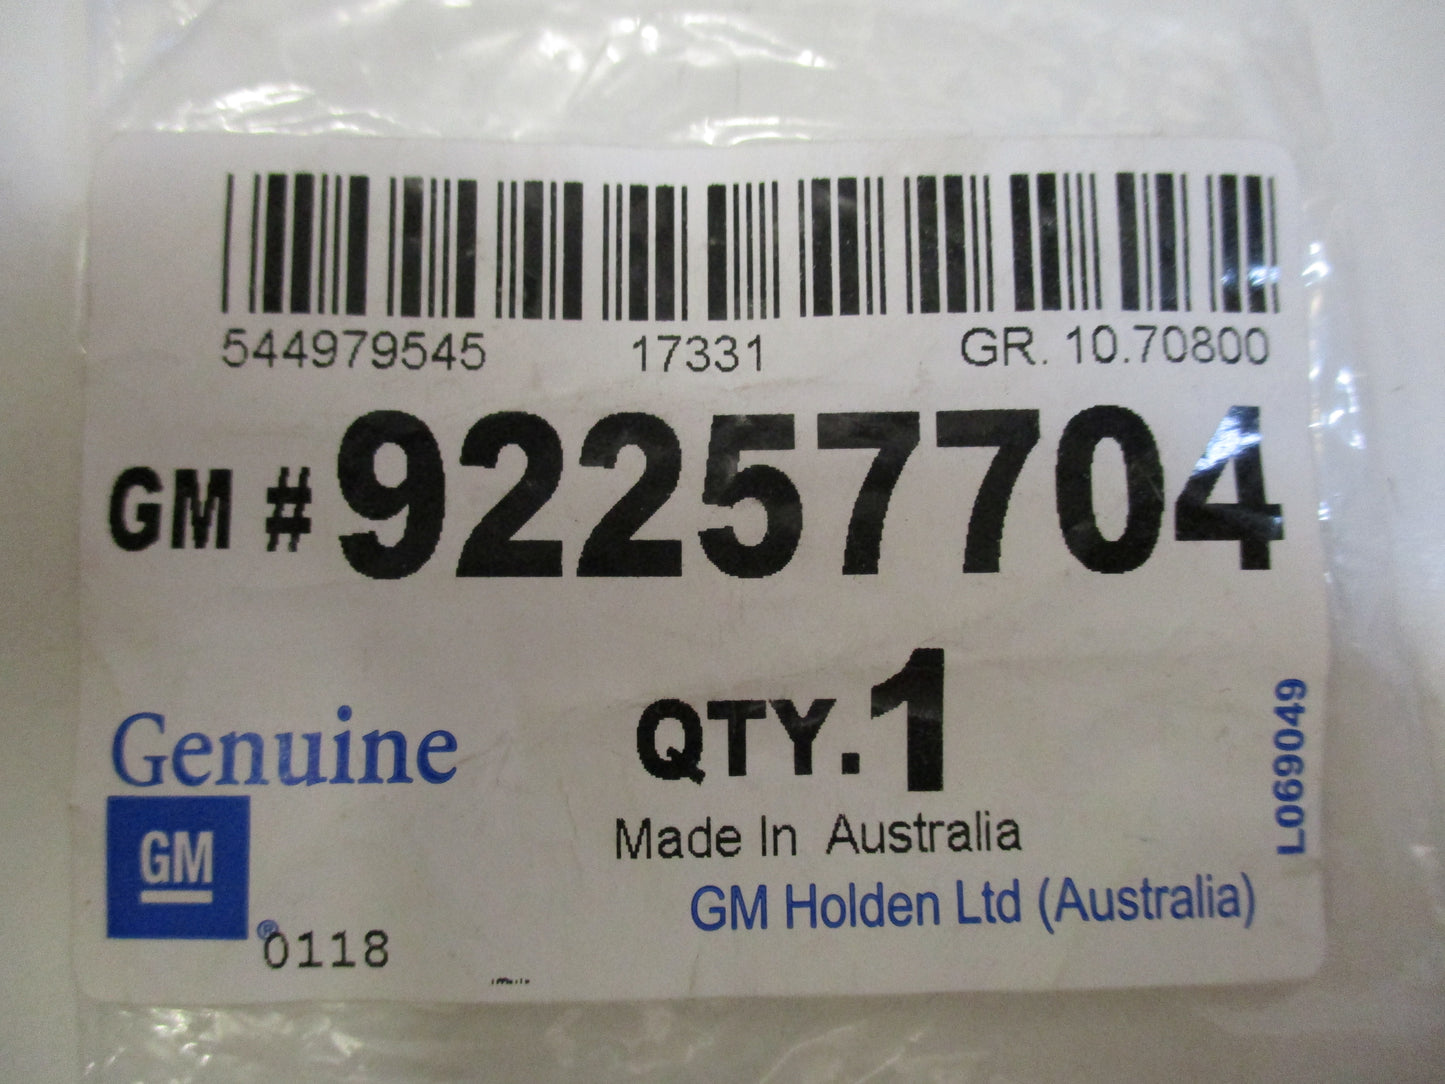 544979545 17331 GR. 10.70800
GM # 92257704
QTY. 1
Genuine
GM
®
0118
Made In Australia
GM Holden Ltd (Australia)
L069049